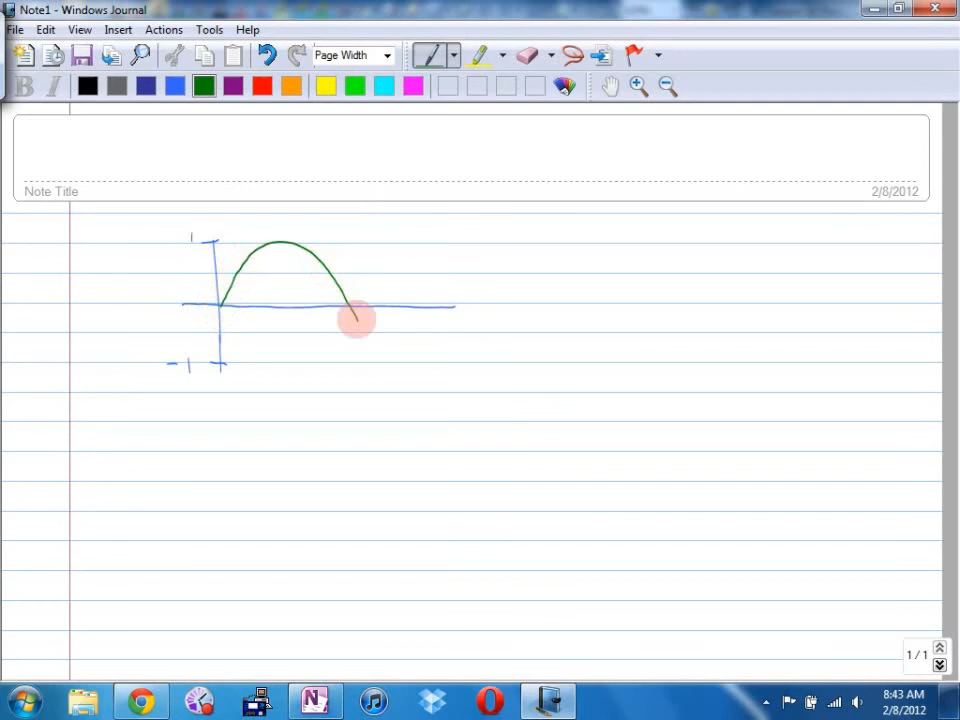 Note1 - Windows Journal
File Edit View Insert Actions Tools Help
Page Width
B I
Note Title
2/8/2012
1
-1
1 / 1
8:43 AM
2/8/2012